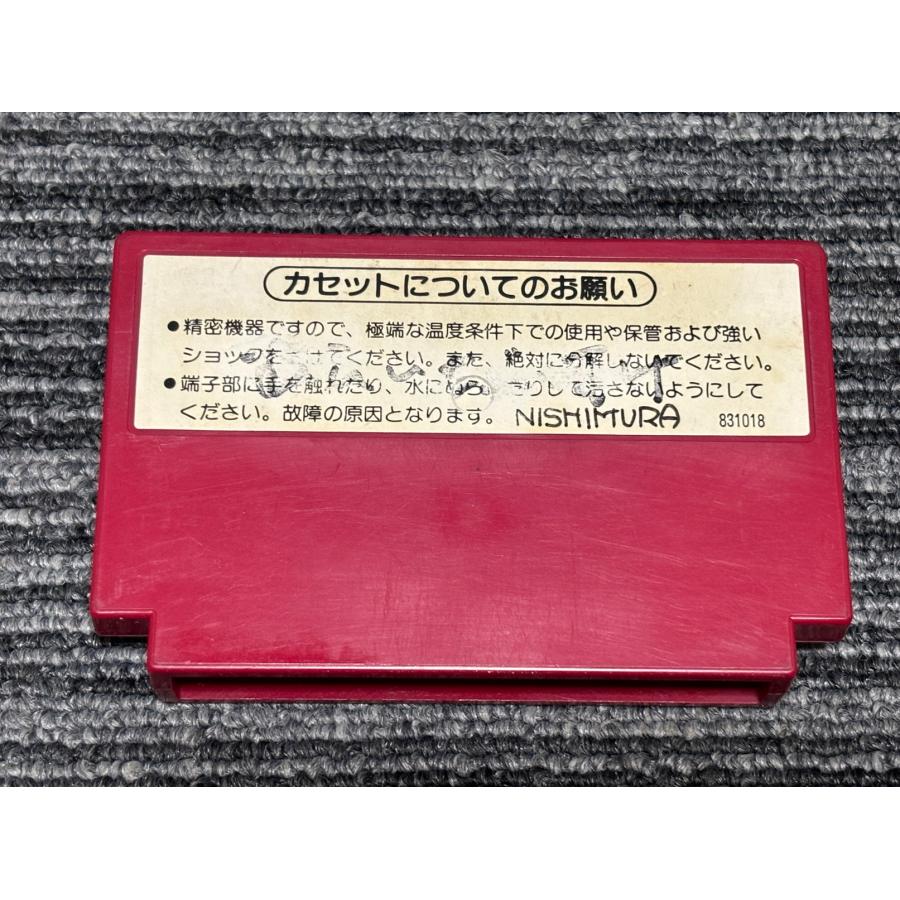 カセットについてのお願い
●精密機器ですので、極端な温度条件下での使用や保管および強い
ショックをさけてください。また、絶対に分解しないでください。
●端子部に手を触れたり、水にぬらしたりして汚さないようにして
ください。故障の原因となります。 NISHIMURA 831018